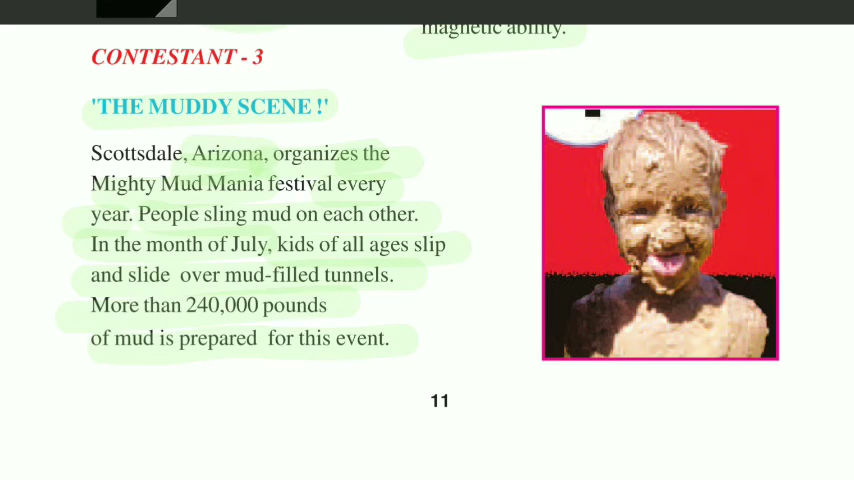 magnetic ability.
CONTESTANT - 3
'THE MUDDY SCENE !'
Scottsdale, Arizona, organizes the
Mighty Mud Mania festival every
year. People sling mud on each other.
In the month of July, kids of all ages slip
and slide over mud-filled tunnels.
More than 240,000 pounds
of mud is prepared for this event.
11